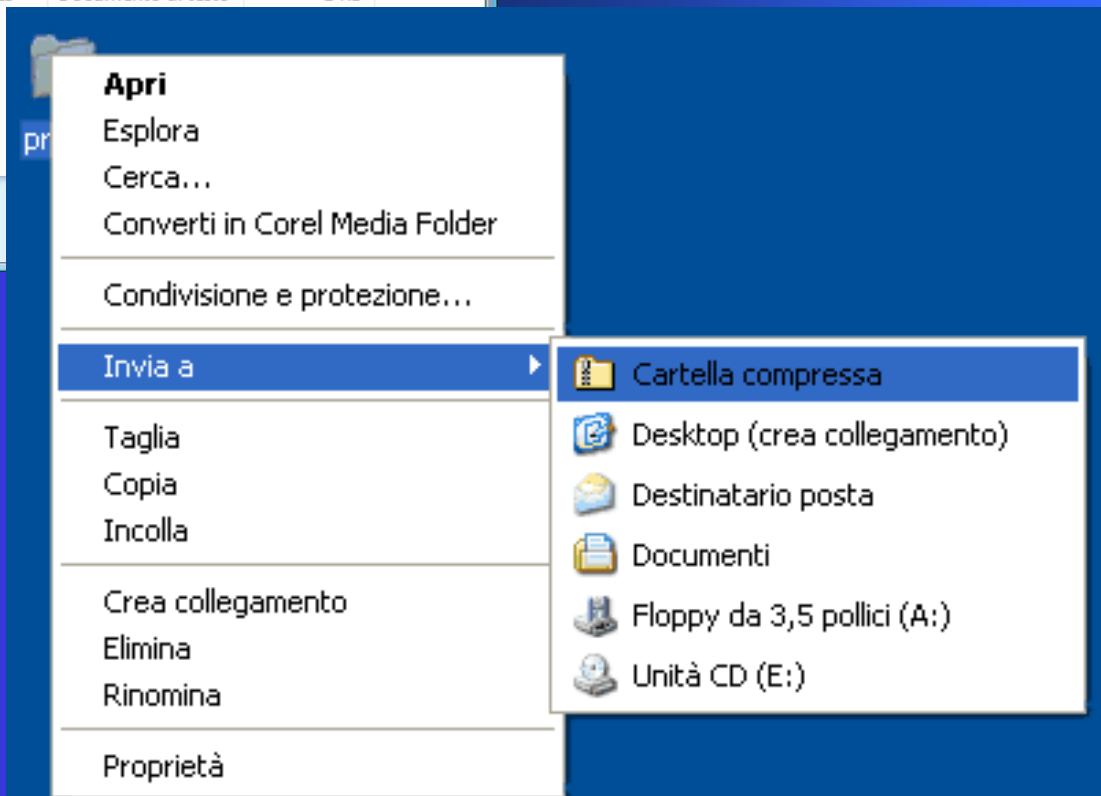 pr
Apri
Esplora
Cerca...
Converti in Corel Media Folder
Condivisione e protezione...
Invia a
Taglia
Copia
Incolla
Crea collegamento
Elimina
Rinomina
Proprietà
Cartella compressa
Desktop (crea collegamento)
Destinatario posta
Documenti
Floppy da 3,5 pollici (A:)
Unità CD (E:)